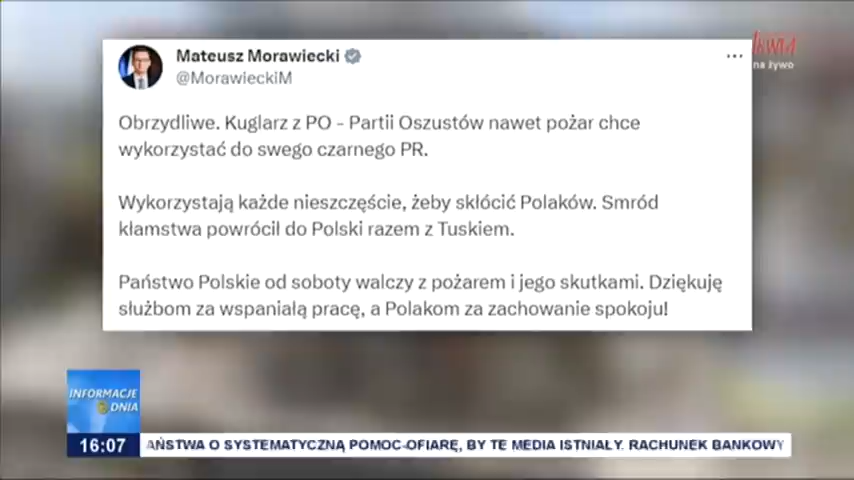 Mateusz Morawiecki
@MorawieckiM
na żywo
Obrzydliwe. Kuglarz z PO - Partii Oszustów nawet pożar chce
wykorzystać do swego czarnego PR.
Wykorzystają każde nieszczęście, żeby skłócić Polaków. Smród
kłamstwa powrócił do Polski razem z Tuskiem.
Państwo Polskie od soboty walczy z pożarem i jego skutkami. Dziękuję
służbom za wspaniałą pracę, a Polakom za zachowanie spokoju!
INFORMACJE
DNIA
16:07
AŃSTWA O SYSTEMATYCZNĄ POMOC-OFIARĘ, BY TE MEDIA ISTNIAŁY. RACHUNEK BANKOWY